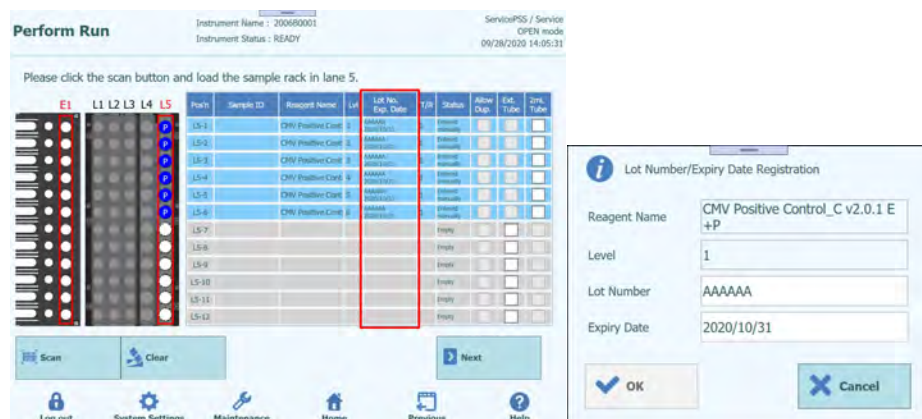 Perform Run
Instrument Name : 200680001
Instrument Status : READY
ServicePSS / Service
OPEN mode
09/28/2020 14:05:31
Please click the scan button and load the sample rack in lane 5.
E1 L1 L2 L3 L4 L5
Pos'n Sample ID Reagent Name Lvl Lot No. Exp. Date T/R Status Allow Dup. Ext. Tube 2mL Tube
L5-1 CMV Positive Cont 1 AAAAAA
L5-2 CMV Positive Cont AAAAAA
L5-3 CMV Positive Cont AAAAAA
L5-4 CMV Positive Cont AAAAAA
L5-5 CMV Positive Cont AAAAAA
L5-6 CMV Positive Cont AAAAAA
L5-7 Empty
L5-8 Empty
L5-9 Empty
L5-10 Empty
L5-11 Empty
L5-12 Empty
P
P
P
P
P
P
Scan
Clear
Next
Log out
System Settings
Maintenance
Home
Previous
Help
Lot Number/Expiry Date Registration
Reagent Name
CMV Positive Control_C v2.0.1 E
+P
Level
1
Lot Number
AAAAAA
Expiry Date
2020/10/31
OK
Cancel